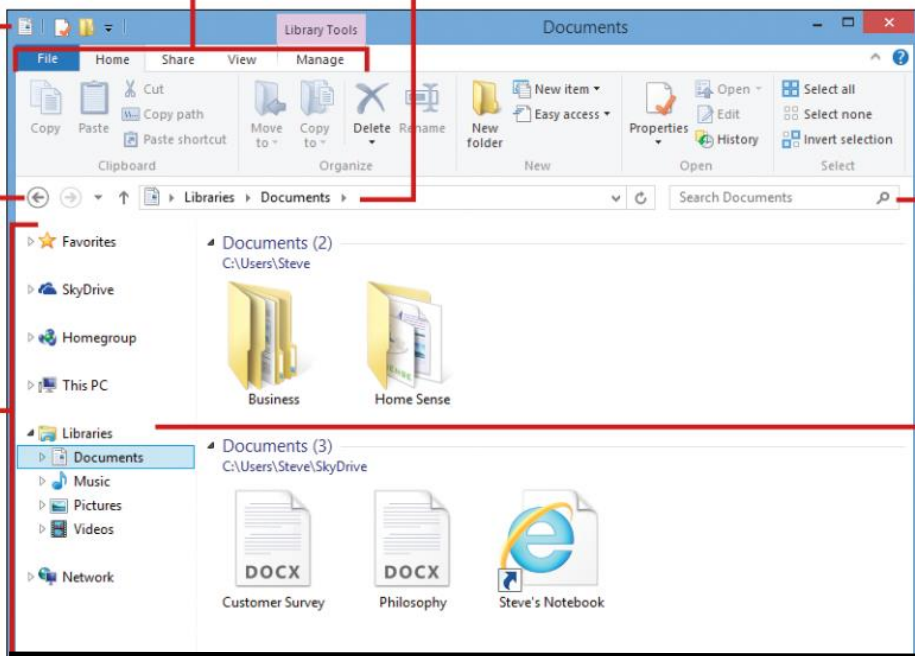 Library Tools Documents
File Home Share View Manage
Copy Paste Cut Copy path Paste shortcut Move to Copy to Delete Rename New folder New item Easy access Properties Open Edit History Select all Select none Invert selection
Clipboard Organize New Open Select
Libraries Documents Search Documents
Favorites
SkyDrive
Homegroup
This PC
Libraries
Documents
Music
Pictures
Videos
Network
Documents (2)
C:\Users\Steve
Business Home Sense
Documents (3)
C:\Users\Steve\SkyDrive
DOCX DOCX
Customer Survey Philosophy Steve's Notebook